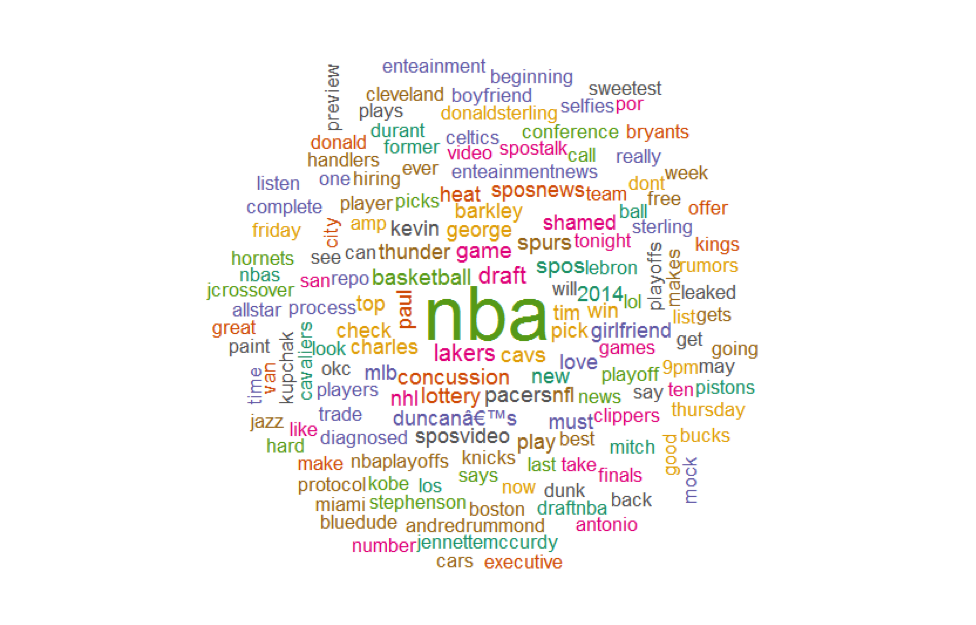 enteainment
beginning
preview
cleveland boyfriend sweetest
plays donaldsterling selfies por
donald durant celtics conference bryants
former video spostalk call really
handlers ever enteainmentnews week
listen one hiring heat sposnews team dont free
complete player picks barkley shamed ball offer
friday city amp kevin george spurs tonight sterling kings
hornets see can thunder game playoffs makes rumors
nbas san repo basketball draft spos lebron
jcrossover will 2014 lol leaked
allstar process top paul nba tim win list gets
great check pick girlfriend
paint kupchak cavaliers look charles lakers cavs games get going
okc mlb concussion new love playoff 9pm may
time van players nhl lottery pacers nfl news say ten pistons
jazz trade duncanâ€™s must clippers thursday
like diagnosed sposvideo play best good bucks
hard mitch
make nbaplayoffs knicks last take mock
protocol kobe los says now dunk finals
miami stephenson boston draftnba back
bluedude andredrummond antonio
number jennettemccurdy
cars executive